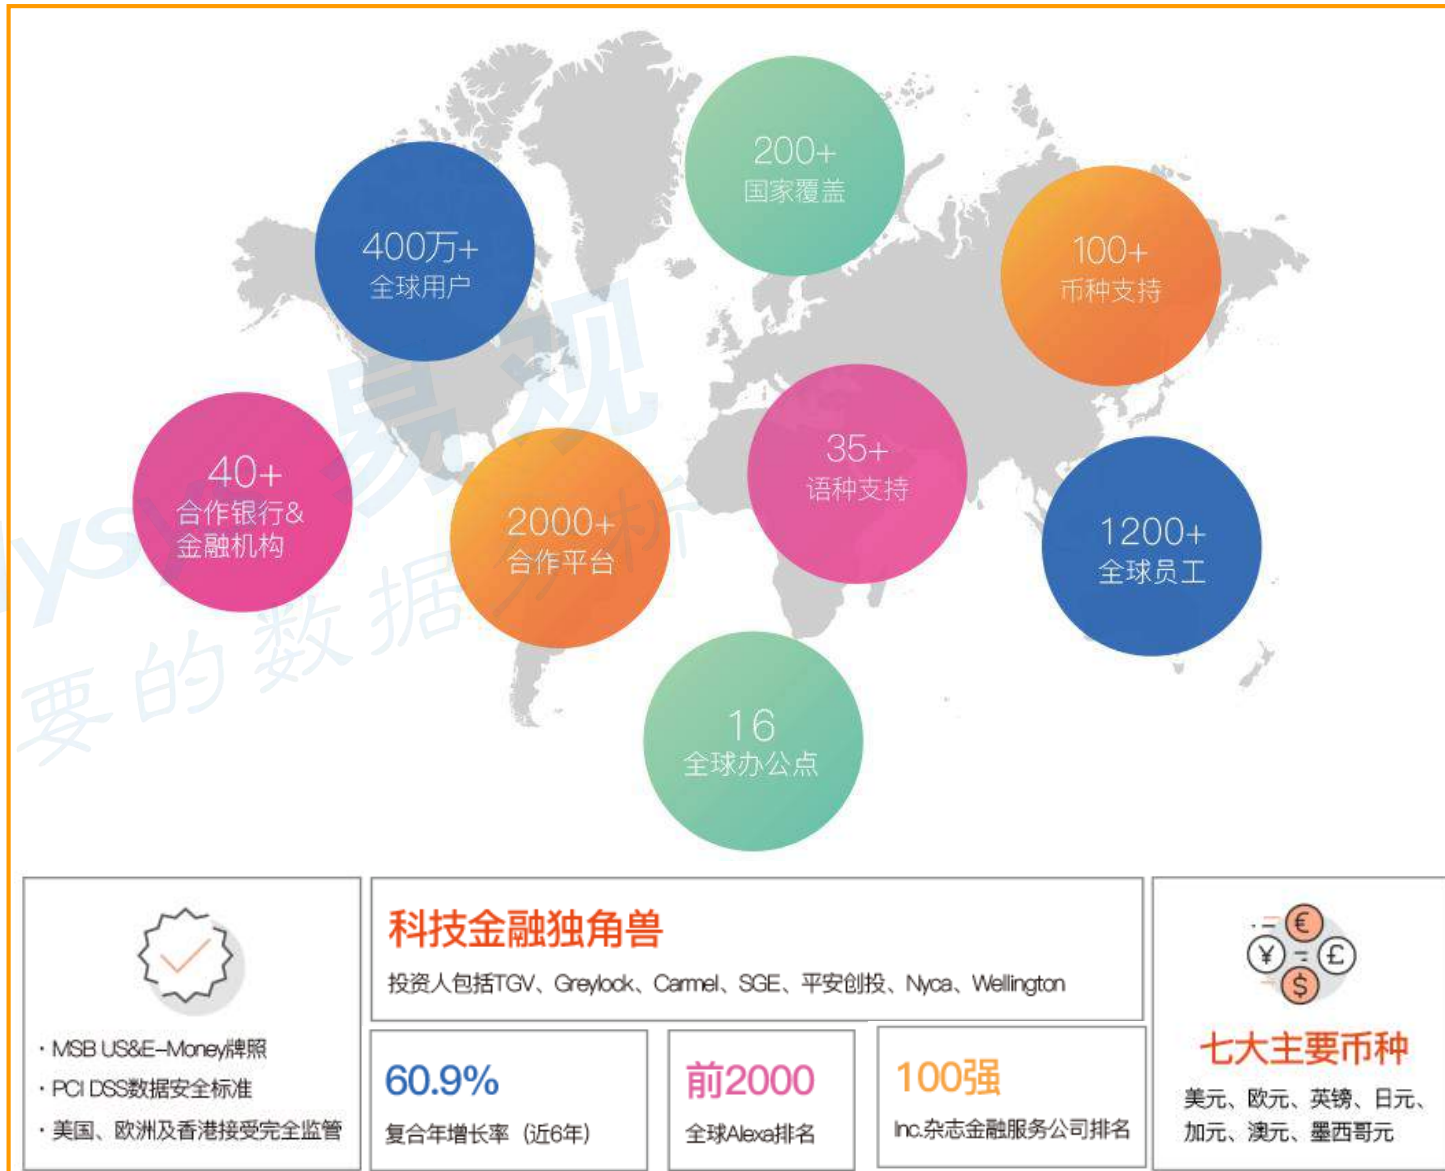 200+
国家覆盖
400万+
全球用户
100+
币种支持
40+
合作银行&
金融机构
2000+
合作平台
35+
语种支持
1200+
全球员工
16
全球办公点
易观
要的数据分析
· MSB US&E-Money牌照
· PCI DSS数据安全标准
· 美国、欧洲及香港接受完全监管
科技金融独角兽
投资人包括TGV、Greylock、Carmel、SGE、平安创投、Nyca、Wellington
60.9%
复合年增长率（近6年）
前2000
全球Alexa排名
100强
Inc.杂志金融服务公司排名
€
¥
£
$
七大主要币种
美元、欧元、英镑、日元、
加元、澳元、墨西哥元